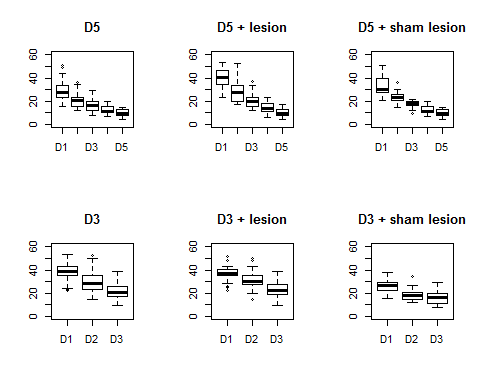 D5 D5 + lesion D5 + sham lesion
60 60 60
40 40 40
20 20 20
0 0 0
D1 D3 D5 D1 D3 D5 D1 D3 D5
D3 D3 + lesion D3 + sham lesion
60 60 60
40 40 40
20 20 20
0 0 0
D1 D2 D3 D1 D2 D3 D1 D2 D3